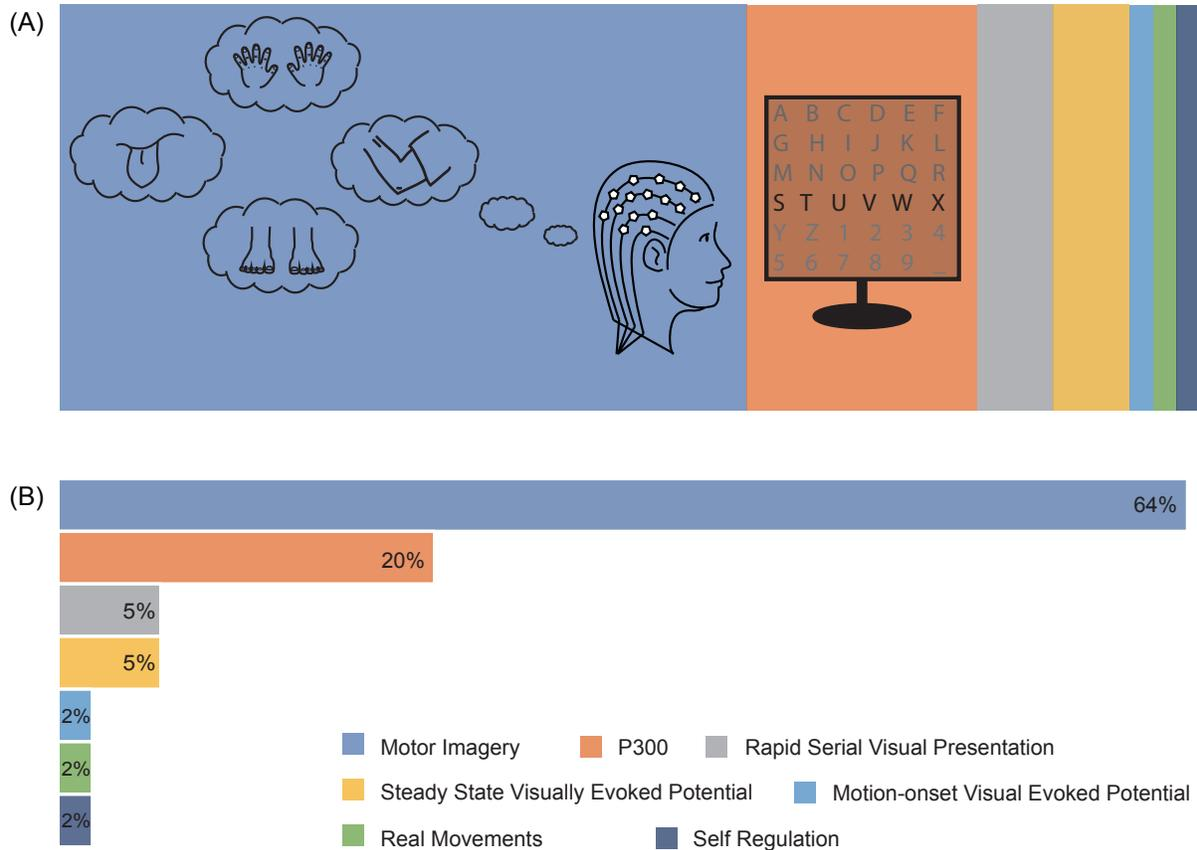 (A)
A B C D E F
G H I J K L
M N O P Q R
S T U V W X
Y Z 1 2 3 4
5 6 7 8 9 _
(B)
64%
20%
5%
5%
2%
2%
2%
Motor Imagery P300 Rapid Serial Visual Presentation
Steady State Visually Evoked Potential Motion-onset Visual Evoked Potential
Real Movements Self Regulation